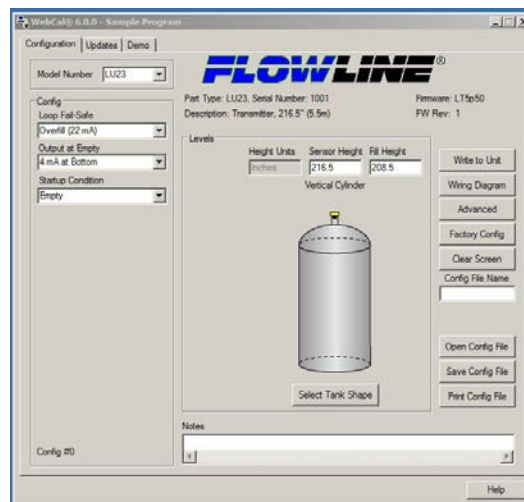 WebCal® 6.0.0 - Sample Program
Configuration Updates Demo
Model Number LU23
FLOWLINE®
Part Type: LU23, Serial Number: 1001
Firmware: LT5p50
Description: Transmitter, 216.5" (5.5m)
FW Rev: 1
Config
Loop Fail-Safe
Overfill (22 mA)
Output at Empty
4 mA at Bottom
Startup Condition
Empty
Config #0
Levels
Height Units Sensor Height Fill Height
Inches 216.5 208.5
Vertical Cylinder
Select Tank Shape
Write to Unit
Wiring Diagram
Advanced
Factory Config
Clear Screen
Config File Name
Open Config File
Save Config File
Print Config File
Notes
Help